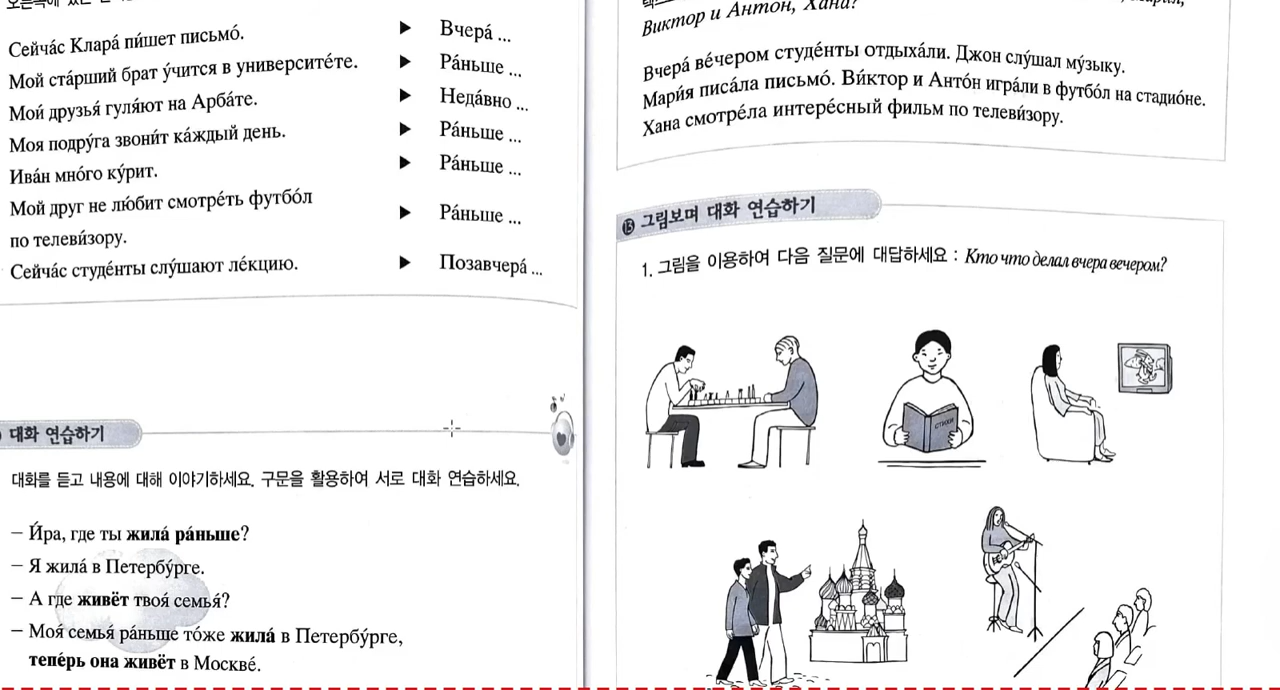 Сейча́с Клара́ пи́шет письмо́.
Вчера́ ...
Мой ста́рший брат у́чится в университе́те.
Ра́ньше ...
Мои́ друзья́ гуля́ют на Арба́те.
Неда́вно ...
Моя подру́га звони́т ка́ждый день.
Ра́ньше ...
Ива́н мно́го ку́рит.
Ра́ньше ...
Мой друг не лю́бит смотре́ть футбо́л
по телеви́зору.
Ра́ньше ...
Сейча́с студе́нты слу́шают ле́кцию.
Позавчера́ ...
대화 연습하기
대화를 듣고 내용에 대해 이야기하세요. 구문을 활용하여 서로 대화 연습하세요.
– И́ра, где ты жила́ ра́ньше?
– Я жила́ в Петербу́рге.
– А где живёт твоя́ семья́?
– Моя́ семья́ ра́ньше то́же жила́ в Петербу́рге,
тепе́рь она живёт в Москве́.
Виктор и Антон, Хана?
Вчера́ ве́чером студе́нты отдыха́ли. Джон слу́шал му́зыку.
Мари́я писа́ла письмо́. Ви́ктор и Анто́н игра́ли в футбо́л на стадио́не.
Хана смотре́ла интере́сный фильм по телеви́зору.
⑮ 그림보며 대화 연습하기
1. 그림을 이용하여 다음 질문에 대답하세요 : Кто что делал вчера вечером?
СТИХИ